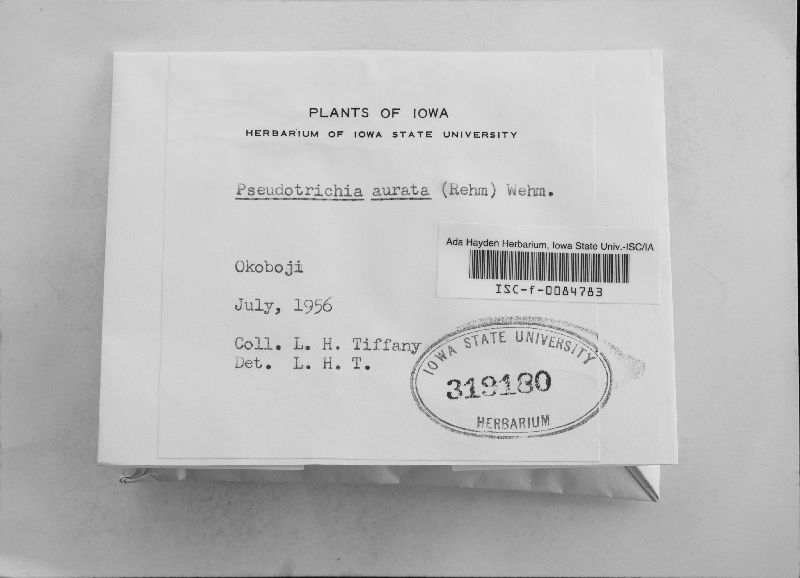 PLANTS OF IOWA
HERBARIUM OF IOWA STATE UNIVERSITY
Pseudotrichia aurata (Rehm) Wehm.
Ada Hayden Herbarium, Iowa State Univ.-ISC/IA
ISC-f-0084783
Okoboji
July, 1956
Coll. L. H. Tiffany
Det. L. H. T.
IOWA STATE UNIVERSITY
319180
HERBARIUM